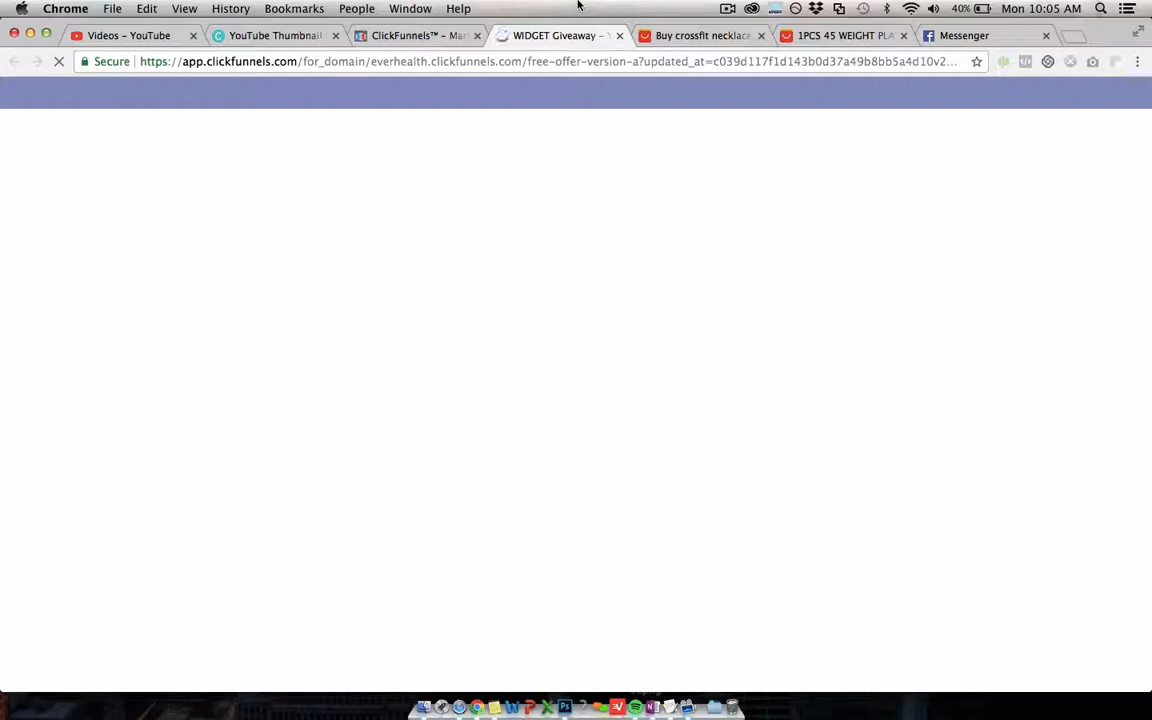 Chrome File Edit View History Bookmarks People Window Help 40% Mon 10:05 AM
Videos – YouTube YouTube Thumbnail ClickFunnels™ – Mar WIDGET Giveaway – Buy crossfit necklace 1PCS 45 WEIGHT PLA Messenger
Secure https://app.clickfunnels.com/for_domain/everhealth.clickfunnels.com/free-offer-version-a?updated_at=c039d117f1d143b0d37a49b8bb5a4d10v2...